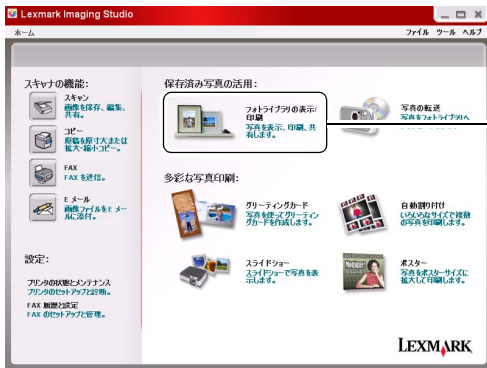 Lexmark Imaging Studio
ホーム
ファイル ツール ヘルプ
スキャナの機能:
スキャン
画像を保存、編集、
共有。
コピー
原稿を原寸大または
拡大・縮小コピー。
FAX
FAX を送信。
E メール
画像ファイルをE メー
ルに添付。
設定:
プリンタの状態とメンテナンス
プリンタのセットアップと診断。
FAX 履歴と設定
FAX のセットアップと管理。
保存済み写真の活用:
フォトライブラリの表示/
印刷
写真を表示、印刷、共
有します。
写真の転送
写真をフォトライブラリへ
多彩な写真印刷:
グリーティングカード
写真を使ってグリーティン
グカードを作成します。
自動割り付け
いろいろなサイズで複数
の写真を印刷します。
スライドショー
スライドショーで写真を表
示します。
ポスター
写真をポスターサイズに
拡大して印刷します。
LEXMARK